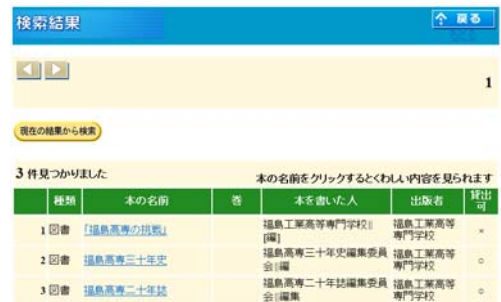 検索結果
戻る
1
現在の結果から検索
3 件見つかりました
本の名前をクリックするとくわしい内容を見られます
種類 本の名前 巻 本を書いた人 出版者 貸出可
1 図書 「福島高専の挑戦」 福島工業高等専門学校||[編] 福島工業高等専門学校 ×
2 図書 福島高専三十年史 福島高専三十年史編集委員会||編 福島工業高等専門学校 ○
3 図書 福島高専二十年誌 福島高専二十年誌編集委員会||編集 福島工業高等専門学校 ○